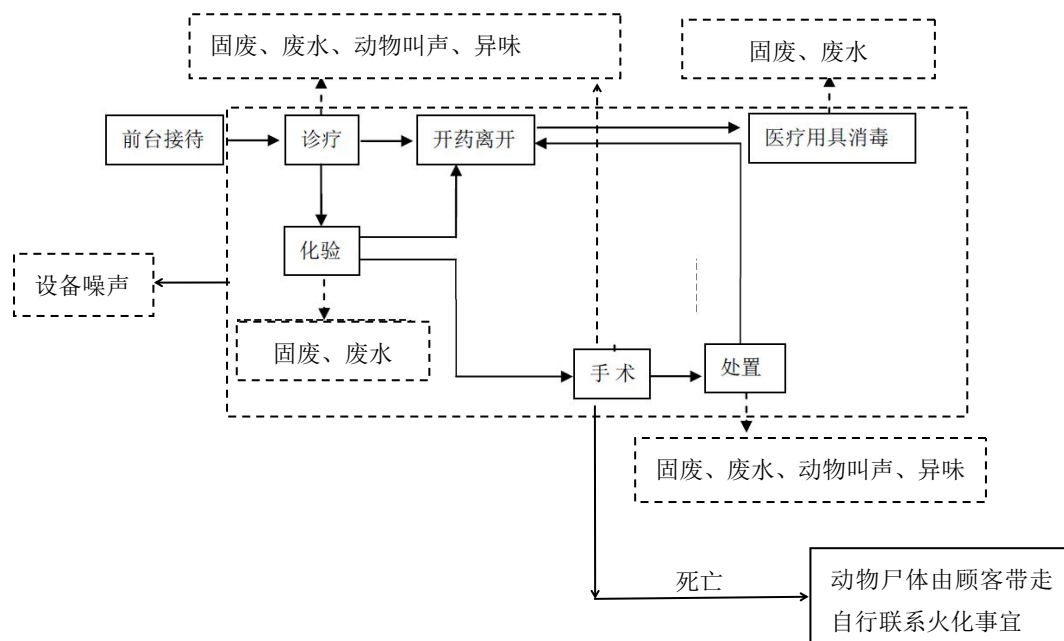 固废、废水、动物叫声、异味
固废、废水
前台接待
诊疗
开药离开
医疗用具消毒
化验
设备噪声
固废、废水
手术
处置
固废、废水、动物叫声、异味
死亡
动物尸体由顾客带走
自行联系火化事宜